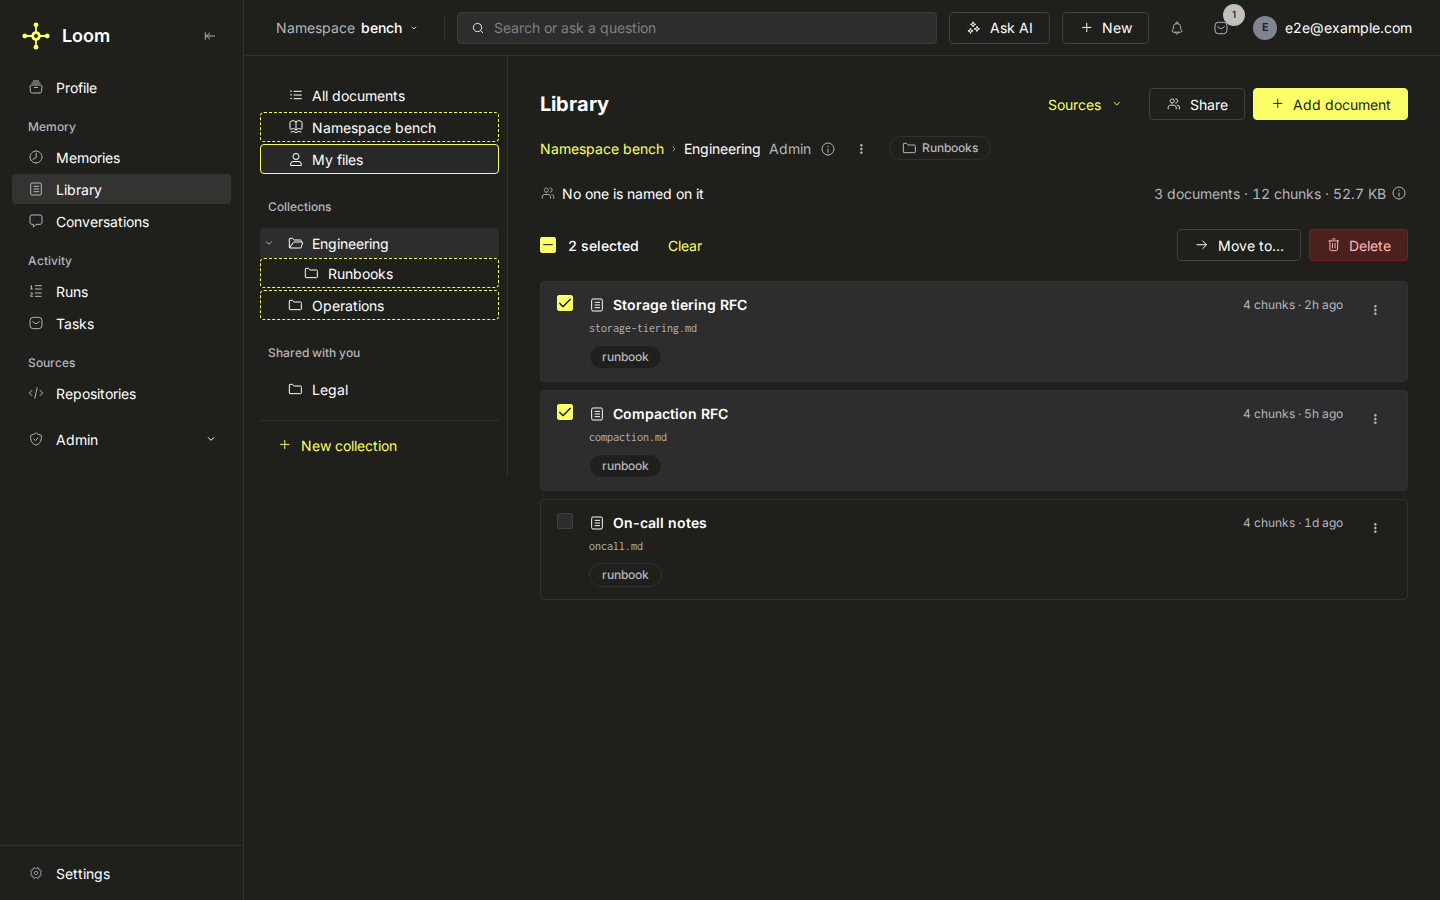 Loom
Profile
Memory
Memories
Library
Conversations
Activity
Runs
Tasks
Sources
Repositories
Admin
Settings
Namespace bench
Search or ask a question
Ask AI
New
1
E
e2e@example.com
All documents
Namespace bench
My files
Collections
Engineering
Runbooks
Operations
Shared with you
Legal
New collection
Library
Sources
Share
Add document
Namespace bench › Engineering Admin
Runbooks
No one is named on it
3 documents · 12 chunks · 52.7 KB
2 selected
Clear
Move to...
Delete
Storage tiering RFC
4 chunks · 2h ago
storage-tiering.md
runbook
Compaction RFC
4 chunks · 5h ago
compaction.md
runbook
On-call notes
4 chunks · 1d ago
oncall.md
runbook